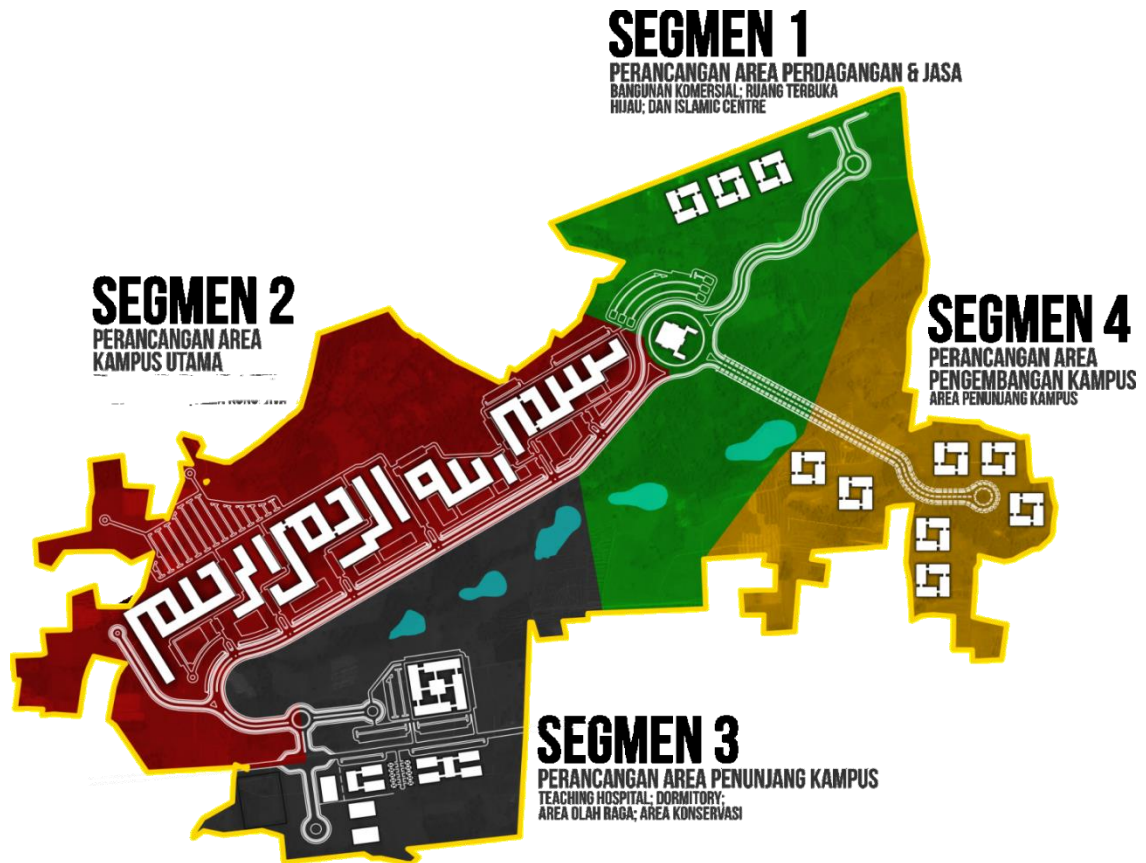 SEGMEN 1
PERANCANGAN AREA PERDAGANGAN & JASA
BANGUNAN KOMERSIAL; RUANG TERBUKA
HIJAU; DAN ISLAMIC CENTRE
SEGMEN 2
PERANCANGAN AREA
KAMPUS UTAMA
SEGMEN 4
PERANCANGAN AREA
PENGEMBANGAN KAMPUS
AREA PENUNJANG KAMPUS
بسم الله الرحمن الرحيم
SEGMEN 3
PERANCANGAN AREA PENUNJANG KAMPUS
TEACHING HOSPITAL; DORMITORY;
AREA OLAH RAGA; AREA KONSERVASI